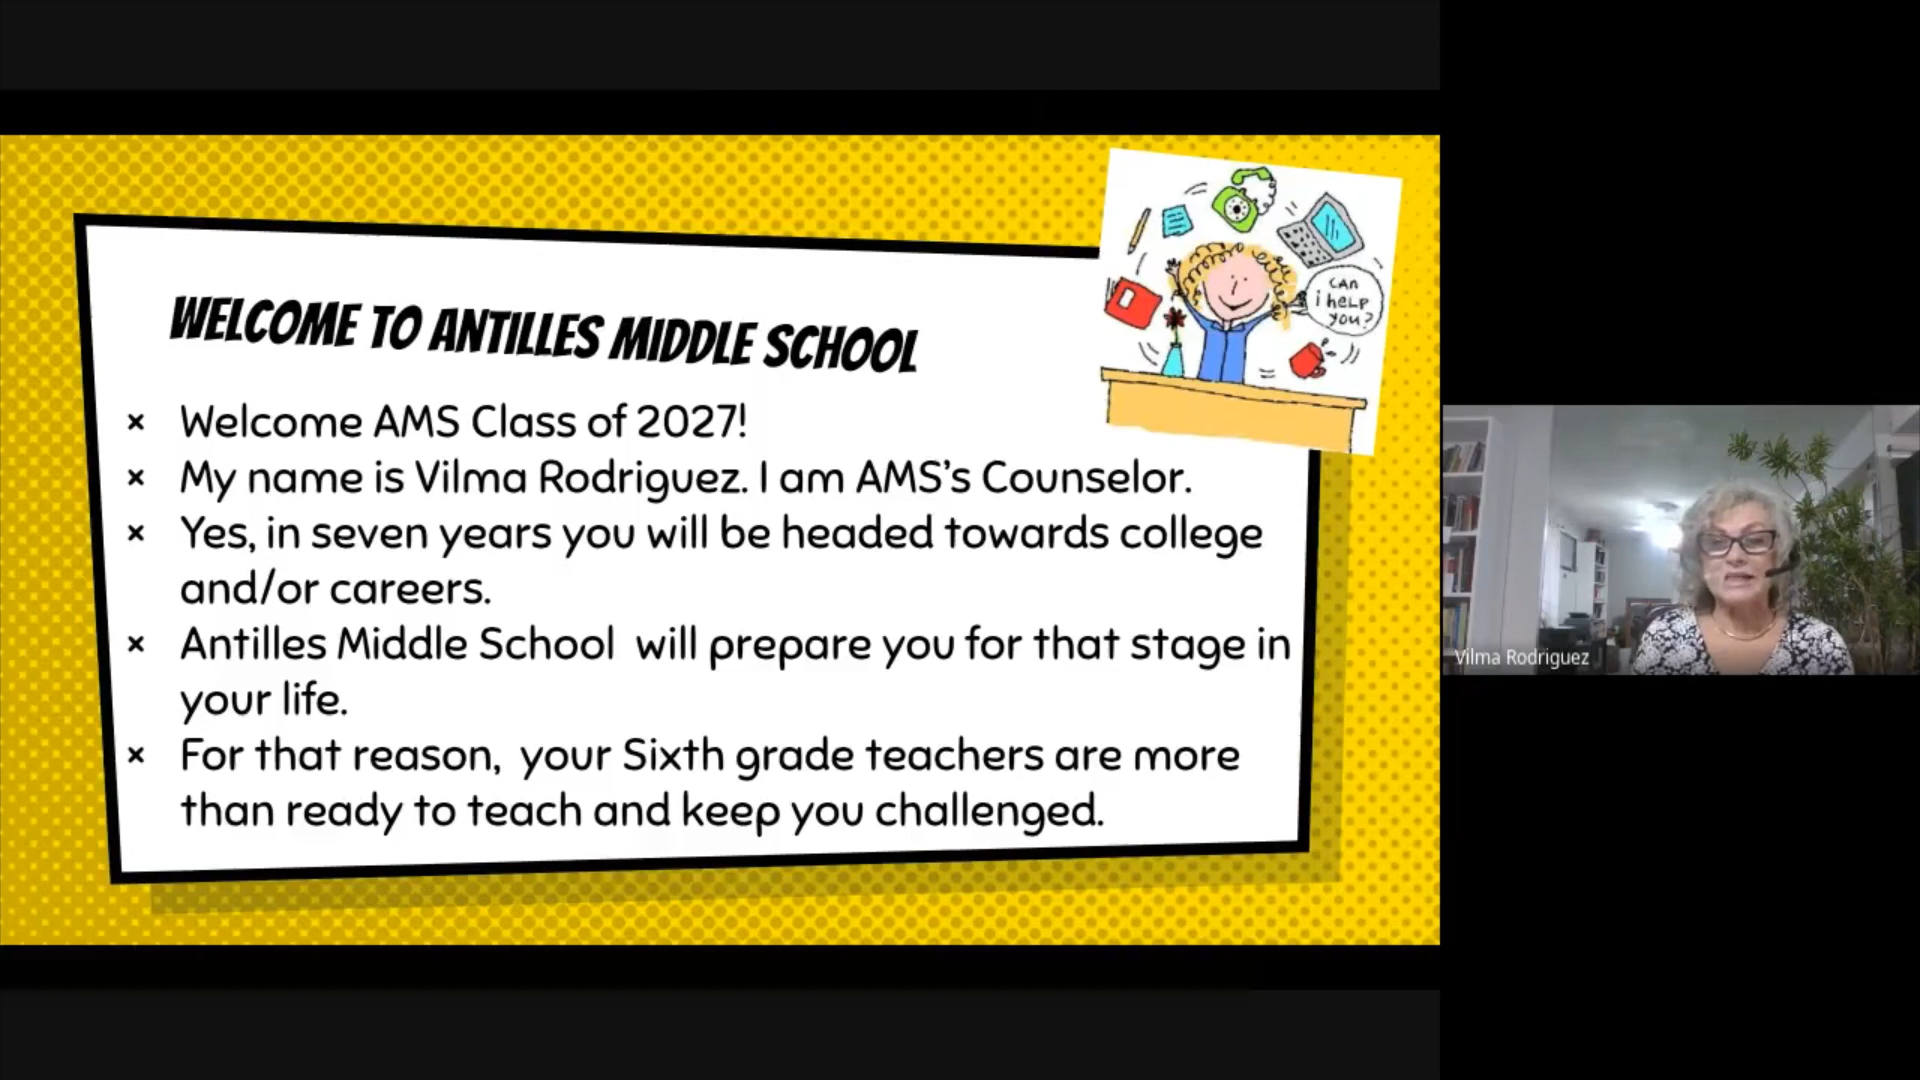 WELCOME TO ANTILLES MIDDLE SCHOOL
CAN
i heLP
you?
× Welcome AMS Class of 2027!
× My name is Vilma Rodriguez. I am AMS's Counselor.
× Yes, in seven years you will be headed towards college
and/or careers.
× Antilles Middle School will prepare you for that stage in
your life.
× For that reason, your Sixth grade teachers are more
than ready to teach and keep you challenged.
Vilma Rodriguez